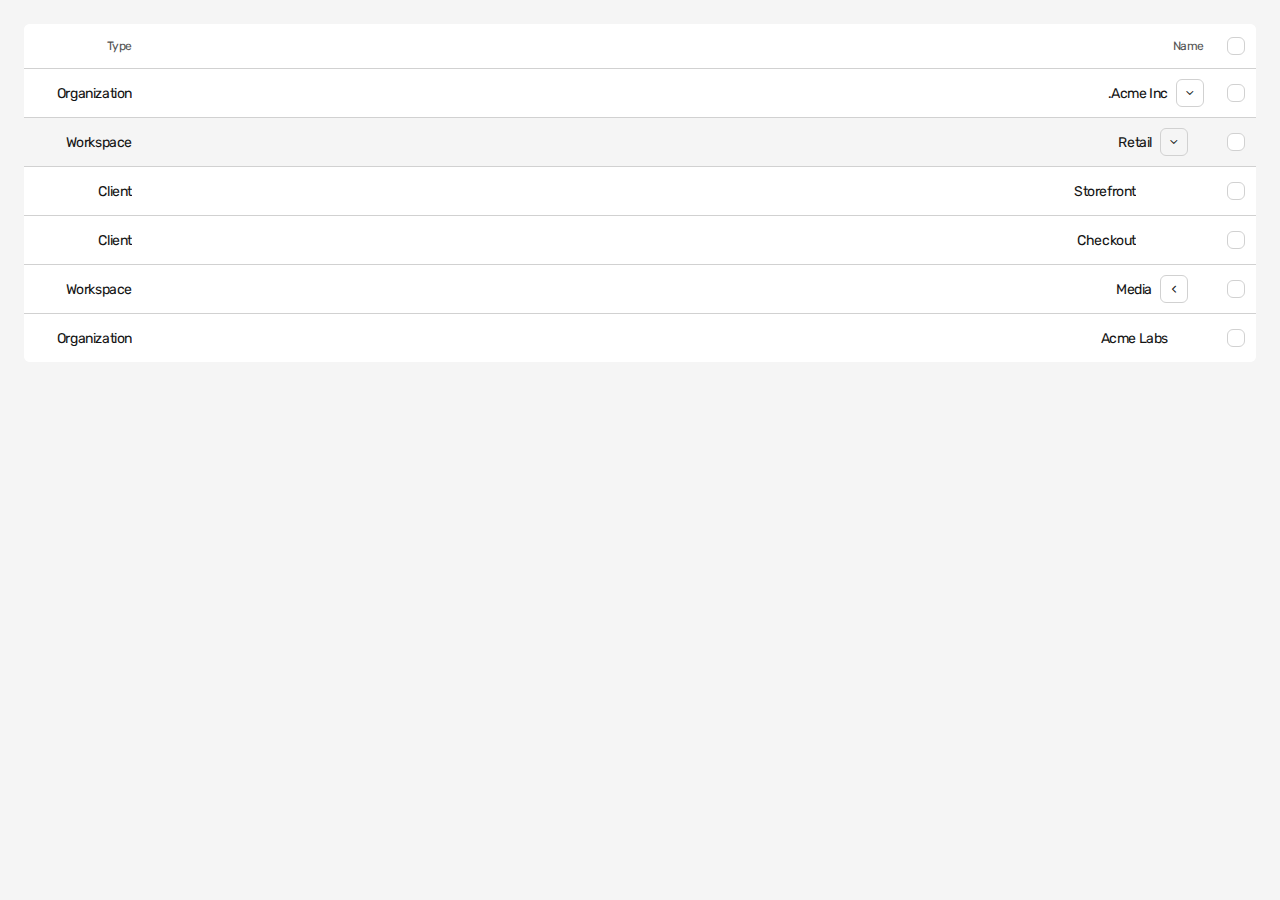 Name
Type
.Acme Inc
Organization
Retail
Workspace
Storefront
Client
Checkout
Client
Media
Workspace
Acme Labs
Organization